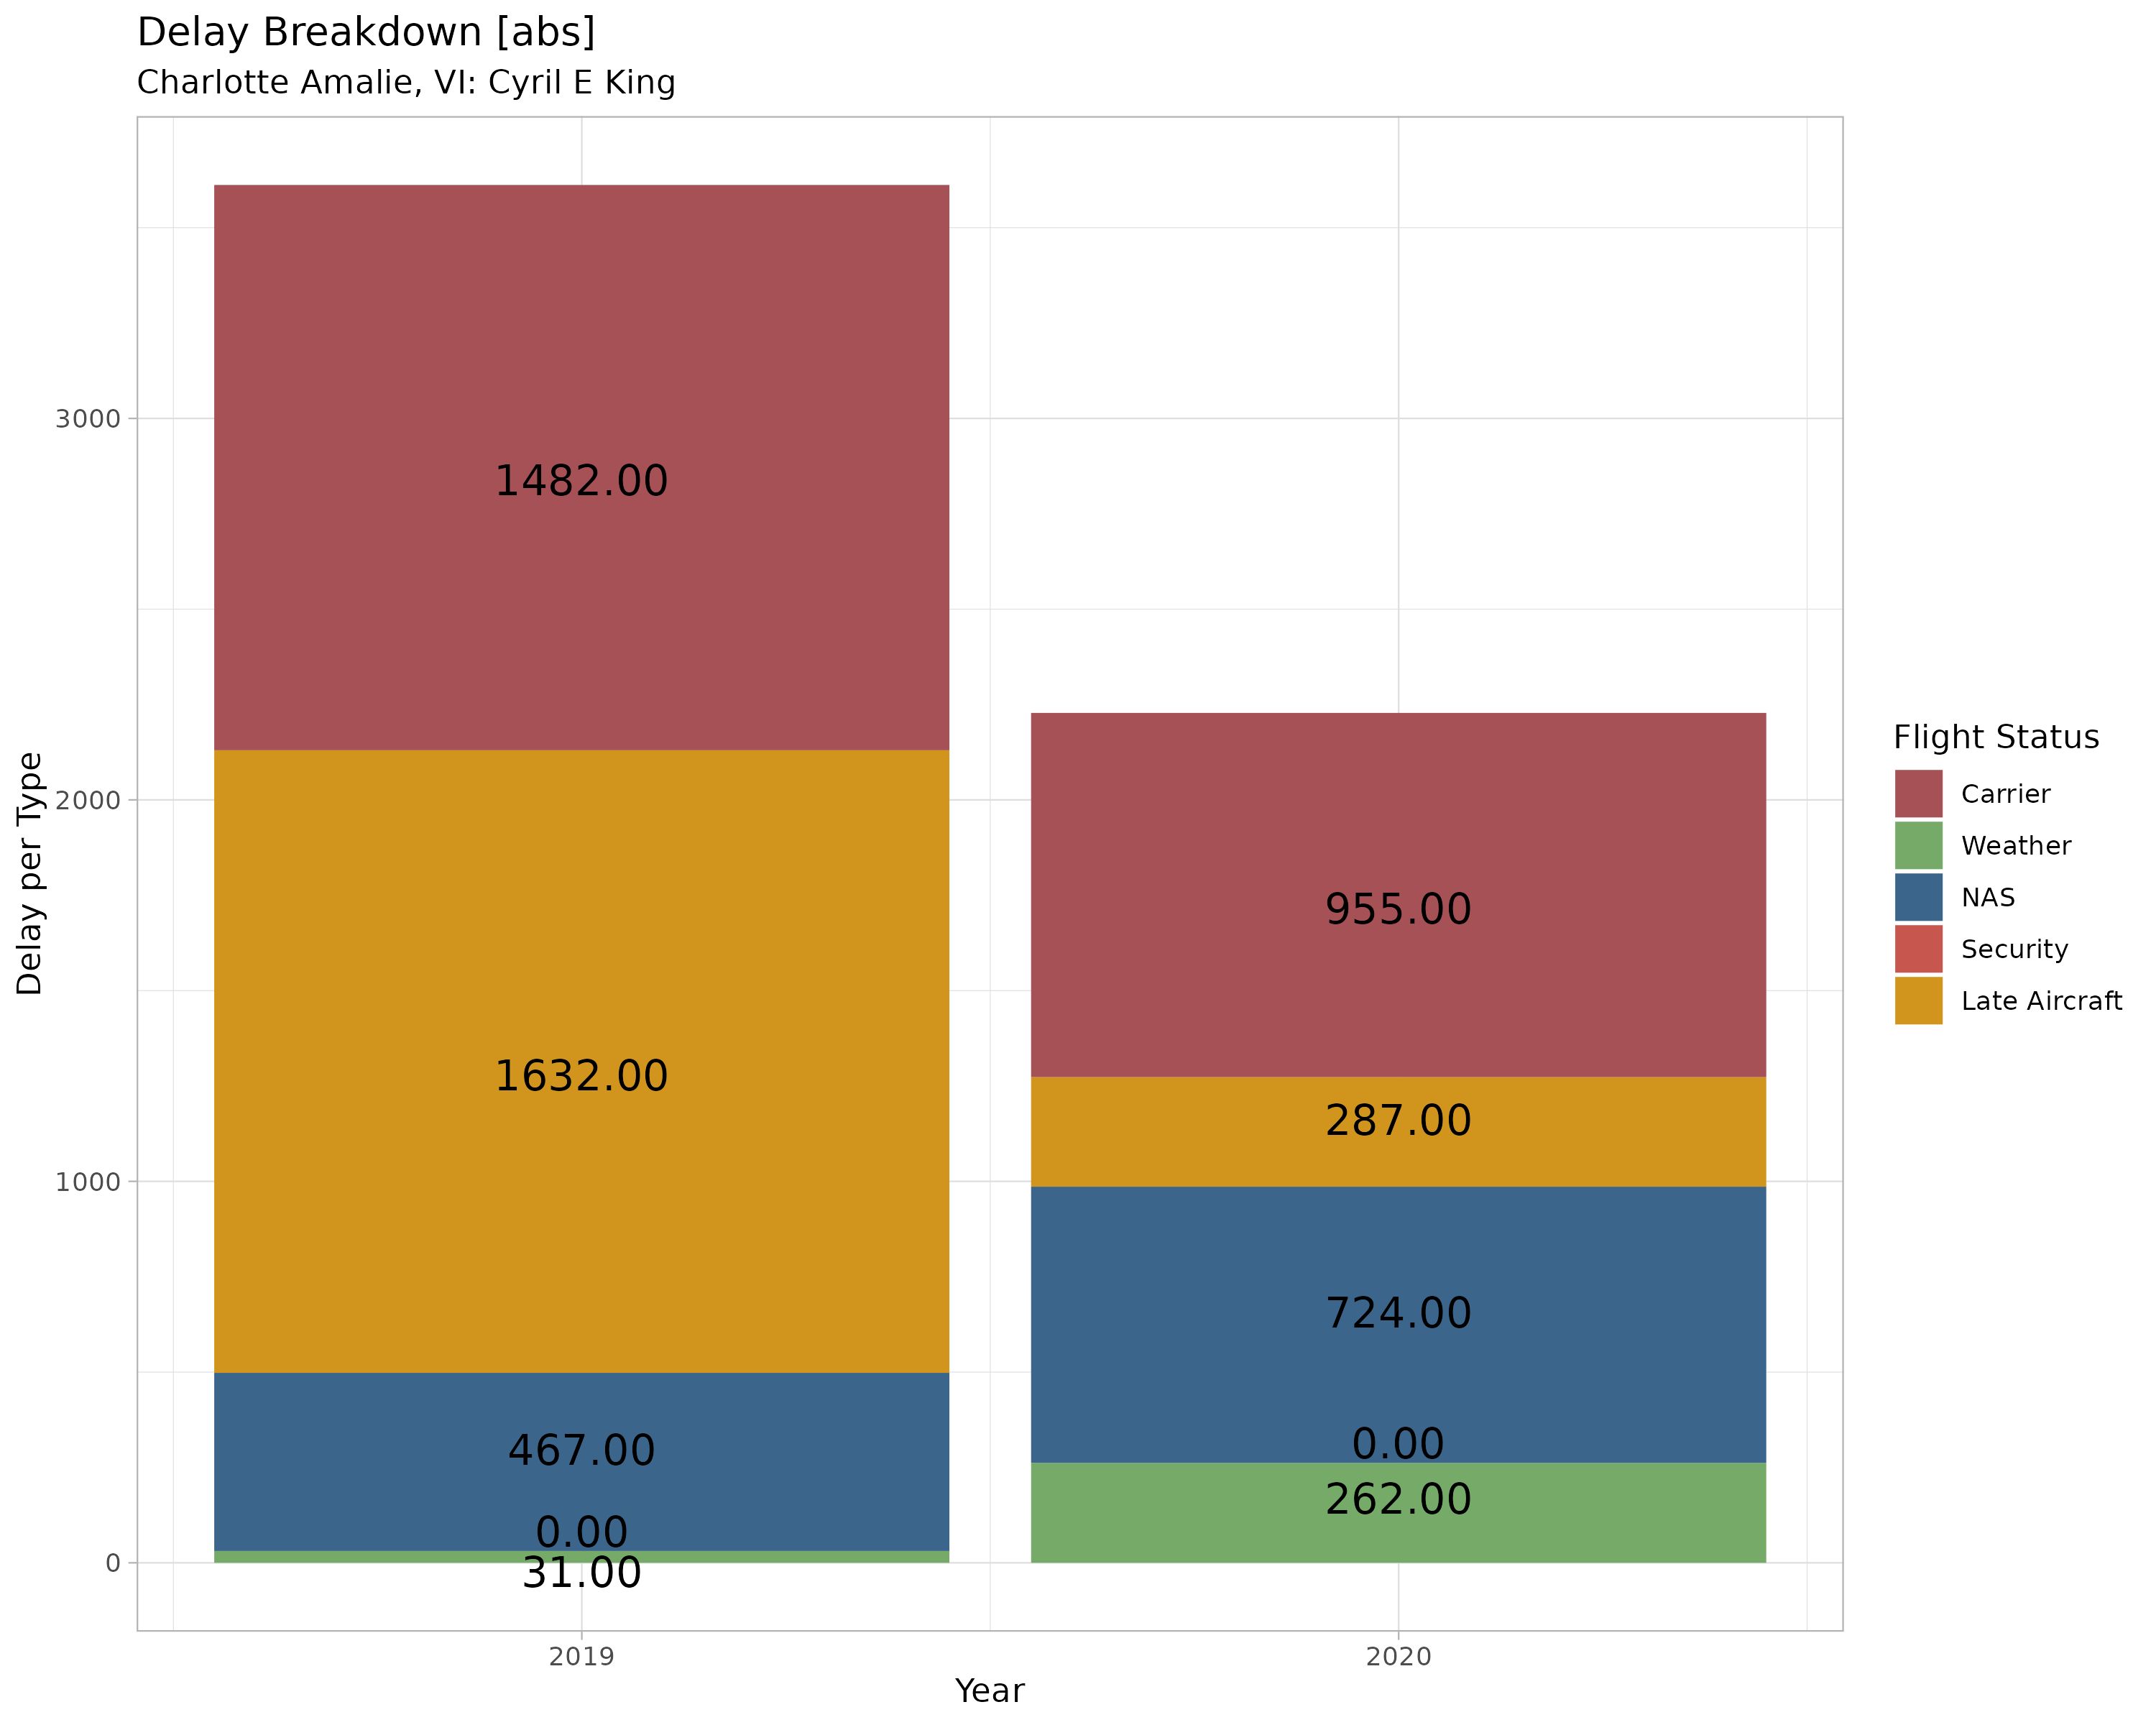 Delay Breakdown [abs]
Charlotte Amalie, VI: Cyril E King
Delay per Type
3000
2000
1000
0
1482.00
1632.00
467.00
0.00
31.00
955.00
287.00
724.00
0.00
262.00
2019
2020
Year
Flight Status
Carrier
Weather
NAS
Security
Late Aircraft